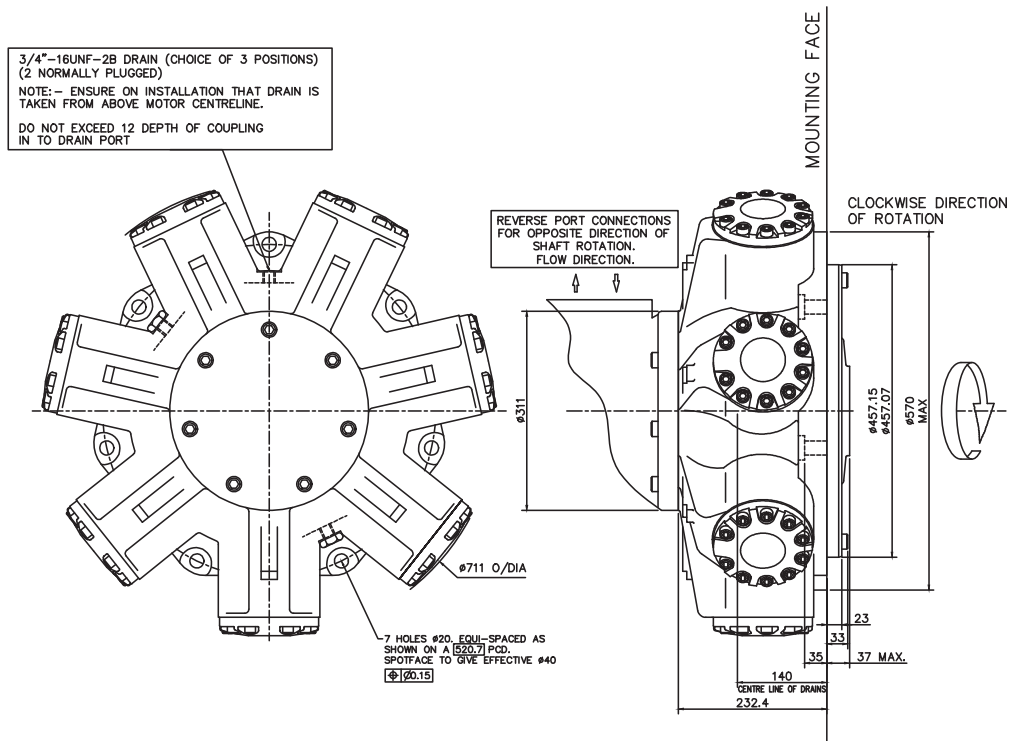 3/4"-16UNF-2B DRAIN (CHOICE OF 3 POSITIONS)
(2 NORMALLY PLUGGED)
NOTE:- ENSURE ON INSTALLATION THAT DRAIN IS
TAKEN FROM ABOVE MOTOR CENTRELINE.
DO NOT EXCEED 12 DEPTH OF COUPLING
IN TO DRAIN PORT
MOUNTING FACE
CLOCKWISE DIRECTION
OF ROTATION
REVERSE PORT CONNECTIONS
FOR OPPOSITE DIRECTION OF
SHAFT ROTATION.
FLOW DIRECTION.
ø311
ø457.15
ø457.07
ø570
MAX
ø711 O/DIA
7 HOLES ø20. EQUI-SPACED AS
SHOWN ON A 520.7 PCD.
SPOTFACE TO GIVE EFFECTIVE ø40
⌖ Ø0.15
23
33
35
37 MAX.
140
CENTRE LINE OF DRAINS
232.4